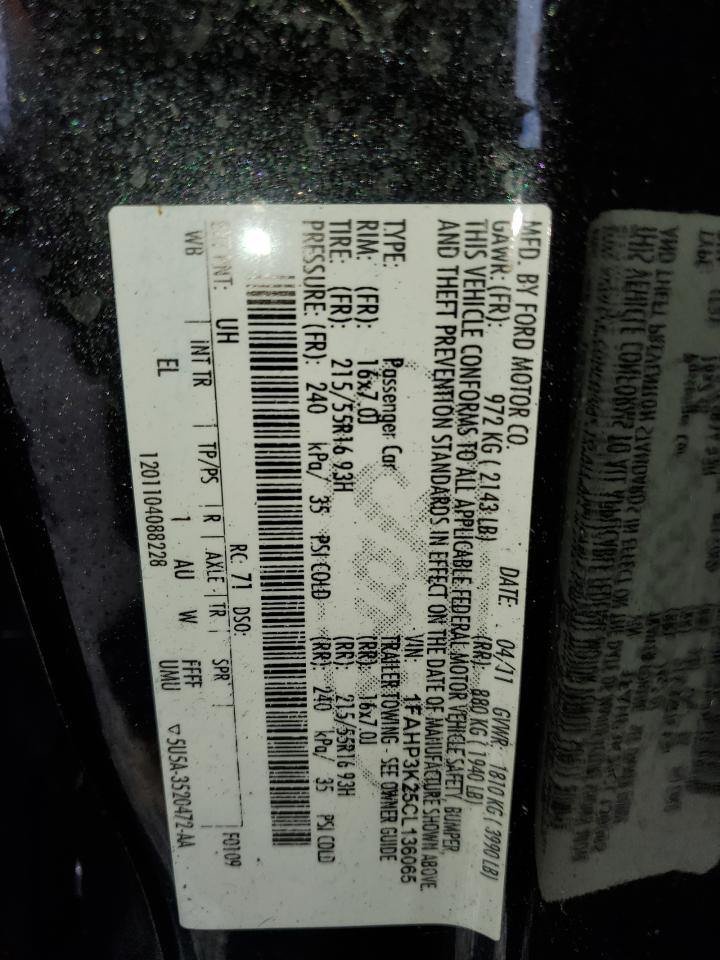 MFD. BY FORD MOTOR CO. DATE: 04/11 GVWR: 1810 KG ( 3990 LB)
GAWR: (FR): 972 KG ( 2143 LB) (RR): 880 KG ( 1940 LB)
THIS VEHICLE CONFORMS TO ALL APPLICABLE FEDERAL MOTOR VEHICLE SAFETY, BUMPER
AND THEFT PREVENTION STANDARDS IN EFFECT ON THE DATE OF MANUFACTURE SHOWN ABOVE.
VIN: 1FAHP3K25CL136065
TYPE: Passenger Car TRAILER TOWING - SEE OWNER GUIDE
RIM: (FR): 16x7.0J (RR): 16x7.0J
TIRE: (FR): 215/55R16 93H (RR): 215/55R16 93H
PRESSURE: (FR): 240 kPa/ 35 PSI COLD (RR): 240 kPa/ 35 PSI COLD
PNT: UH RC: 71 DSO: F0109
WB INT TR TP/PS R AXLE TR SPR
EL 1 AU W FFFF
1201104088228 UMU 5U5A-3520472-AA